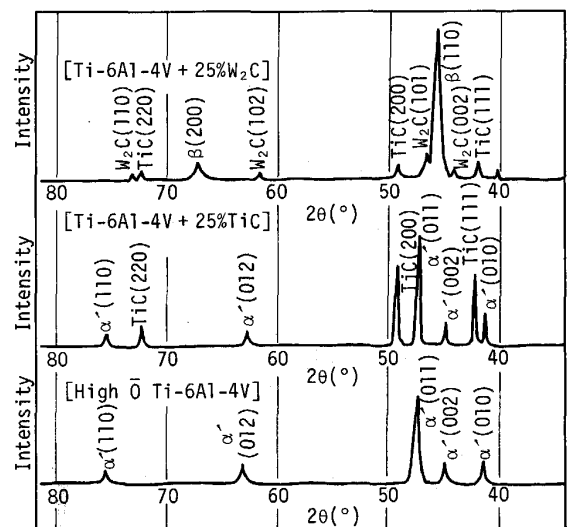 Intensity
[Ti-6Al-4V + 25%W₂C]
W₂C(110)
TiC(220)
β(200)
W₂C(102)
TiC(200)
W₂C(101)
β(110)
W₂C(002)
TiC(111)
80 70 60 50 40
2θ(°)
Intensity
[Ti-6Al-4V + 25%TiC]
α´(110)
TiC(220)
α´(012)
TiC(200)
α´(011)
α´(002)
TiC(111)
α´(010)
80 70 60 50 40
2θ(°)
Intensity
[High Ō Ti-6Al-4V]
α´(110)
α´
(012)
α´(011)
α´(002)
α´(010)
80 70 60 50 40
2θ(°)